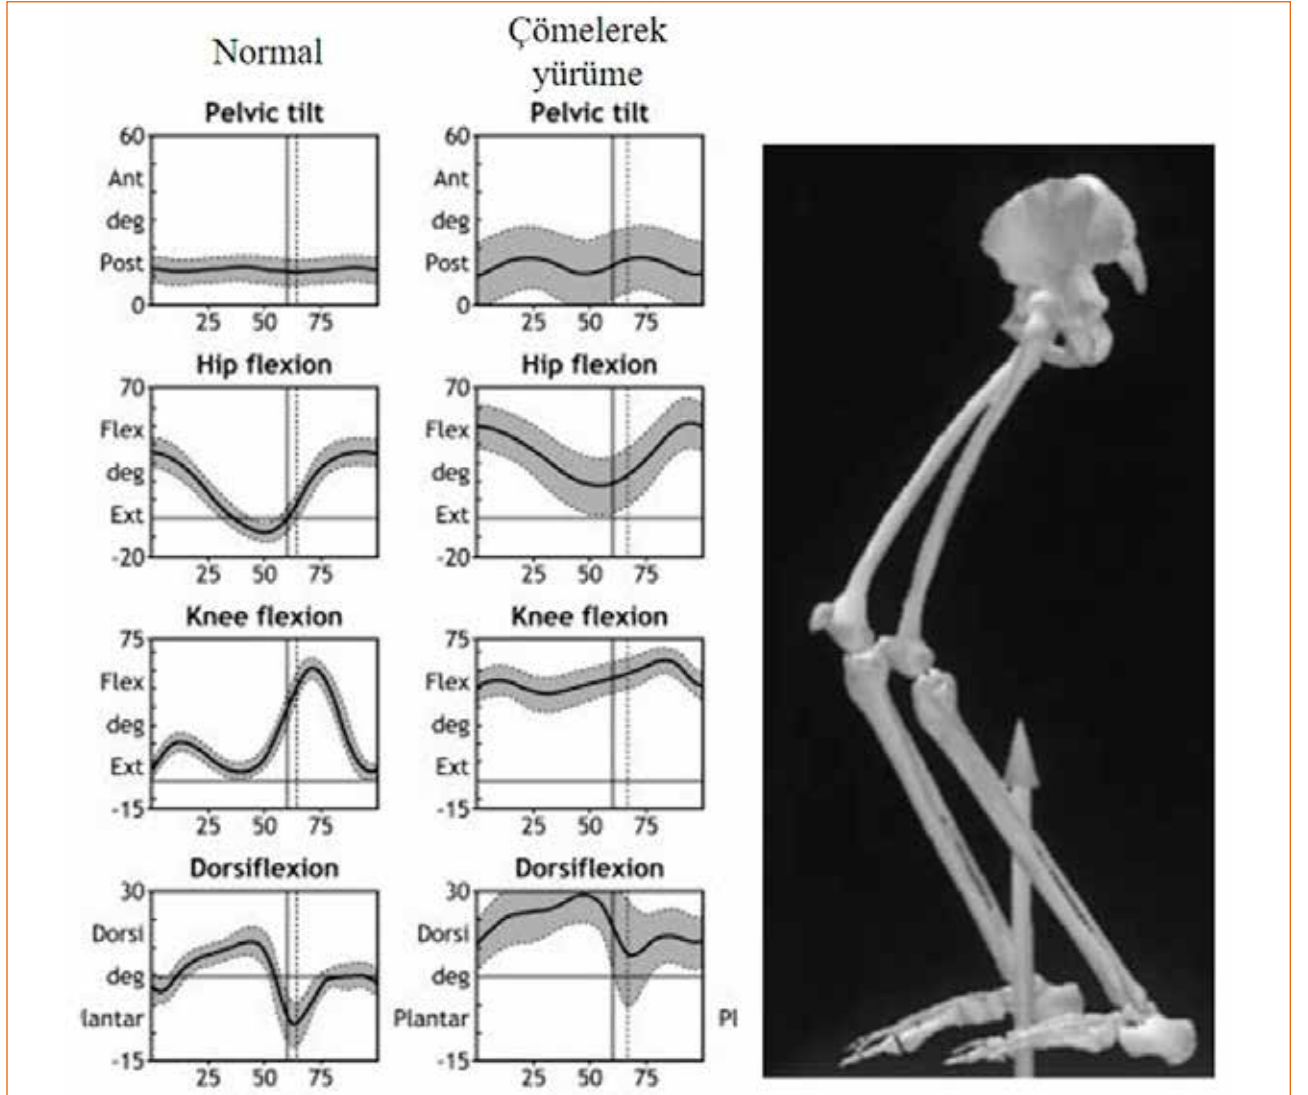 Normal
Çömelerek
yürüme
Pelvic tilt
60
Ant
deg
Post
0
25 50 75
Pelvic tilt
60
Ant
deg
Post
0
25 50 75
Hip flexion
70
Flex
deg
Ext
-20
25 50 75
Hip flexion
70
Flex
deg
Ext
-20
25 50 75
Knee flexion
75
Flex
deg
Ext
-15
25 50 75
Knee flexion
75
Flex
deg
Ext
-15
25 50 75
Dorsiflexion
30
Dorsi
deg
lantar
-15
25 50 75
Dorsiflexion
30
Dorsi
deg
Plantar
-15
25 50 75
Pl